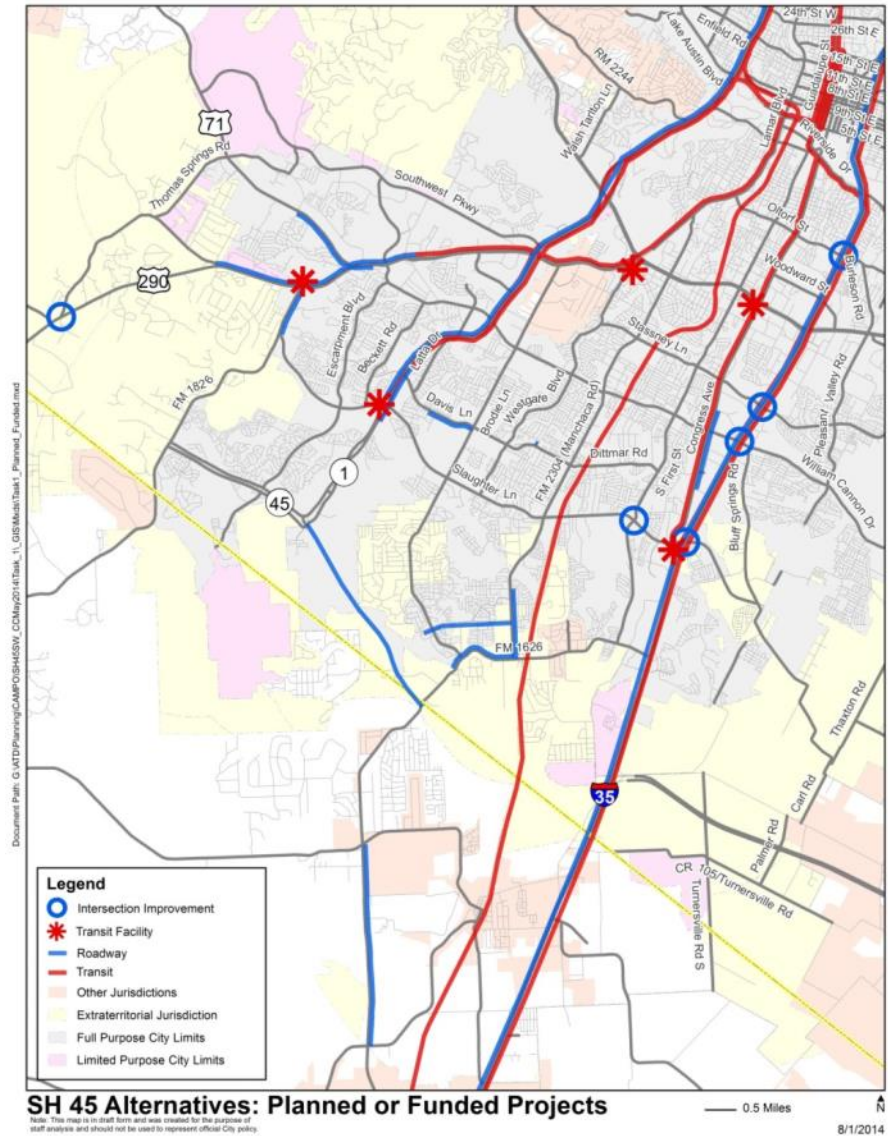 24th St W
26th St E
Enfield Rd
Lake Austin Blvd
15th St E
11th St E
Guadalupe St
6th St E
9th St E
5th St E
RM 2244
Lamar Blvd
Riverside Dr
71
Walsh Tarlton Ln
Thomas Springs Rd
Southwest Pkwy
Oltorf St
Woodward St
Burleson Rd
290
Escarpment Blvd
Beckett Rd
Latta Dr
Stassney Ln
FM 1826
Davis Ln
Brodie Ln
Westgate Blvd
FM 2304 (Manchaca Rd)
Congress Ave
Pleasant Valley Rd
Dittmar Rd
S First St
William Cannon Dr
1
45
Slaughter Ln
Bluff Springs Rd
FM 1626
Thaxton Rd
35
Carl Rd
Palmer Rd
CR 105/Turnersville Rd
Turnersville Rd S
Legend
Intersection Improvement
Transit Facility
Roadway
Transit
Other Jurisdictions
Extraterritorial Jurisdiction
Full Purpose City Limits
Limited Purpose City Limits
SH 45 Alternatives: Planned or Funded Projects
Note: This map is in draft form and was created for the purpose of
staff analysis and should not be used to represent official City policy.
0.5 Miles
N
8/1/2014